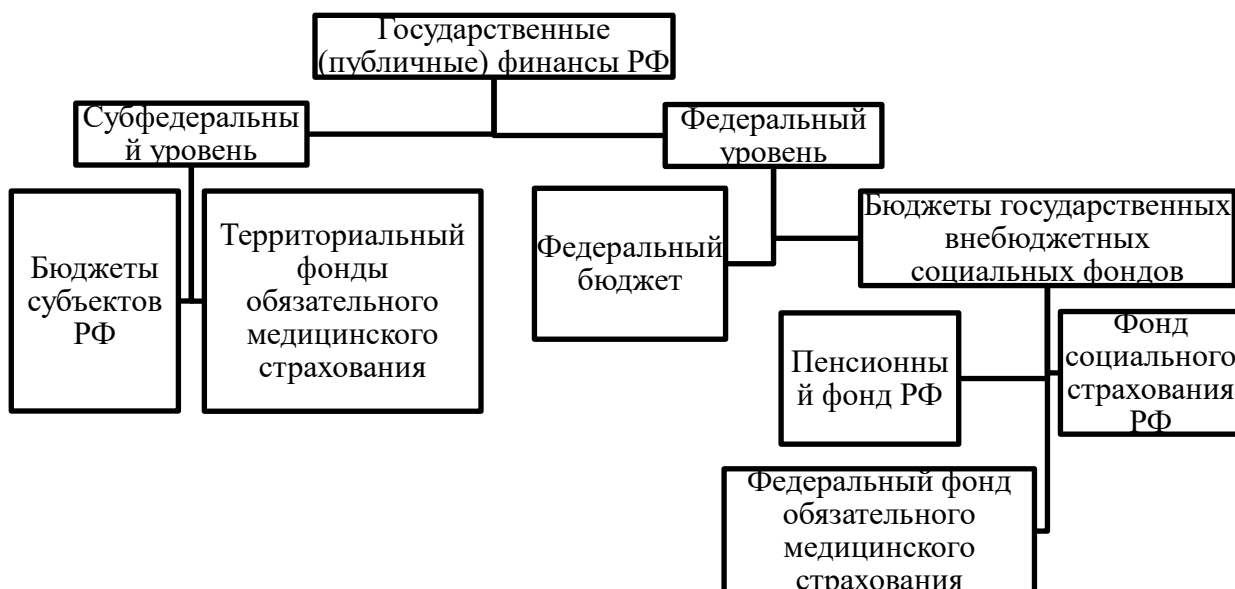 Государственные
(публичные) финансы РФ
Субфедеральны
й уровень
Федеральный
уровень
Бюджеты
субъектов
РФ
Территориальный
фонды
обязательного
медицинского
страхования
Федеральный
бюджет
Бюджеты государственных
внебюджетных
социальных фондов
Пенсионны
й фонд РФ
Фонд
социального
страхования
РФ
Федеральный фонд
обязательного
медицинского
страхования